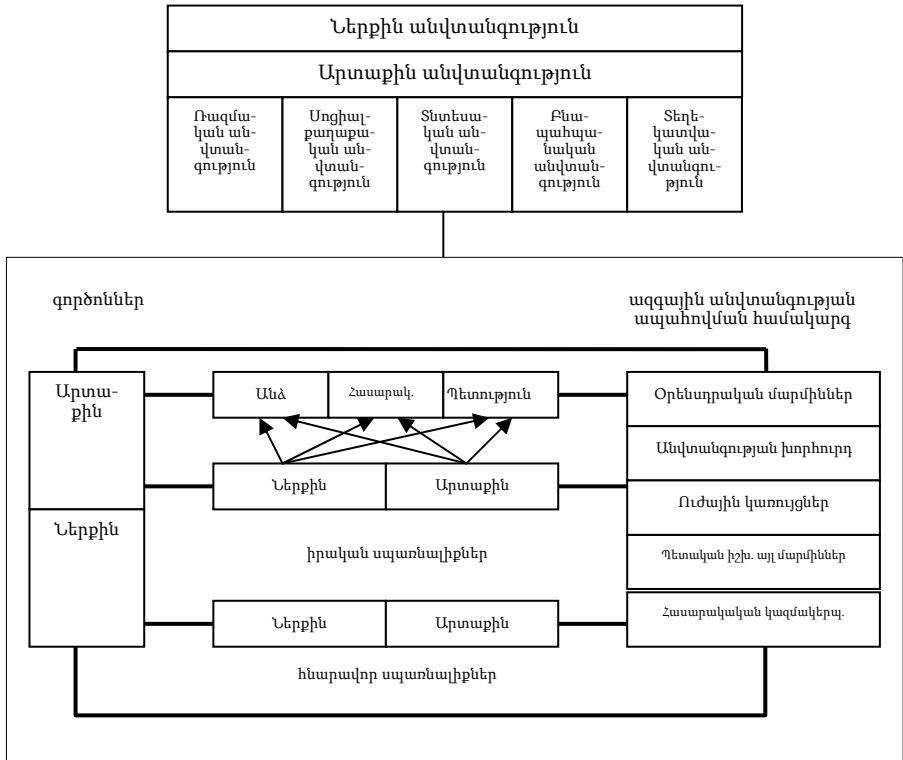 Ներքին անվտանգություն
Արտաքին անվտանգություն
Ռազմա-
կան ան-
վտան-
գություն
Սոցիալ-
քաղաքա-
կան ան-
վտան-
գություն
Տնտեսա-
կան ան-
վտան-
գություն
Բնա-
պահպա-
նական
անվտան-
գություն
Տեղե-
կատվա-
կան ան-
վտանգու-
թյուն
գործոններ
ազգային անվտանգության
ապահովման համակարգ
Արտա-
քին
Ներքին
Անձ
Հասարակ.
Պետություն
Ներքին
Արտաքին
իրական սպառնալիքներ
Ներքին
Արտաքին
հնարավոր սպառնալիքներ
Օրենսդրական մարմիններ
Անվտանգության խորհուրդ
Ուժային կառույցներ
Պետական իշխ. այլ մարմիններ
Հասարակական կազմակերպ.